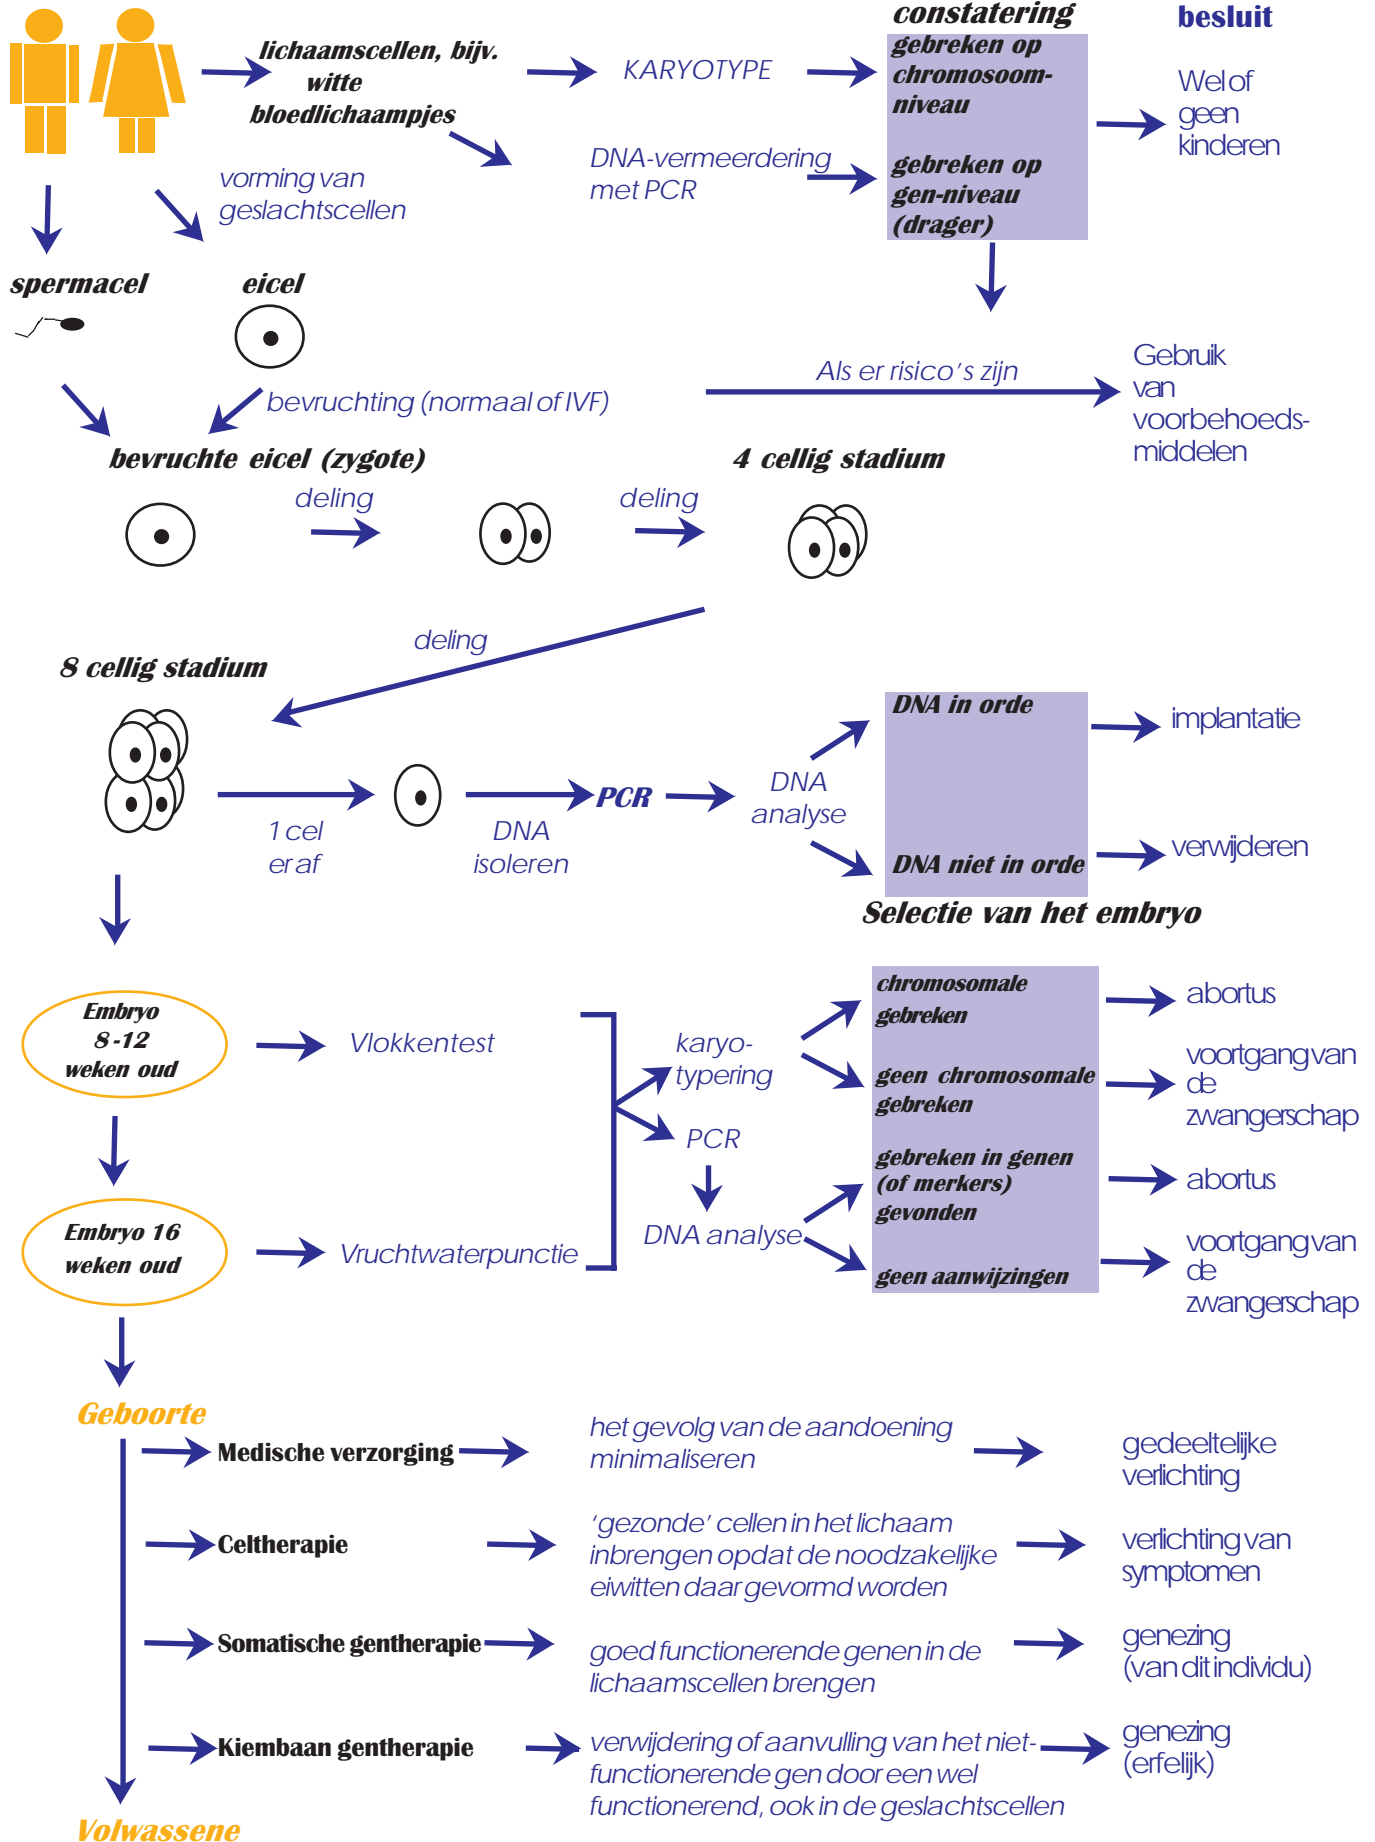 constatering
besluit
lichaamscellen, bijv.
witte
bloedlichaampjes
KARYOTYPE
gebreken op
chromosoom-
niveau
Wel of
geen
kinderen
DNA-vermeerdering
met PCR
gebreken op
gen-niveau
(drager)
vorming van
geslachtscellen
spermacel
eicel
bevruchting (normaal of IVF)
Als er risico's zijn
Gebruik
van
voorbehoeds-
middelen
bevruchte eicel (zygote)
4 cellig stadium
deling
deling
deling
8 cellig stadium
1 cel
er af
DNA
isoleren
PCR
DNA
analyse
DNA in orde
implantatie
DNA niet in orde
verwijderen
Selectie van het embryo
Embryo
8-12
weken oud
Vlokkentest
karyo-
typering
chromosomale
gebreken
abortus
geen chromosomale
gebreken
voortgang van
de
zwangerschap
PCR
gebreken in genen
(of merkers)
gevonden
abortus
Embryo 16
weken oud
Vruchtwaterpunctie
DNA analyse
geen aanwijzingen
voortgang van
de
zwangerschap
Geboorte
Medische verzorging
het gevolg van de aandoening
minimaliseren
gedeeltelijke
verlichting
Celtherapie
'gezonde' cellen in het lichaam
inbrengen opdat de noodzakelijke
eiwitten daar gevormd worden
verlichting van
symptomen
Somatische gentherapie
goed functionerende genen in de
lichaamscellen brengen
genezing
(van dit individu)
Kiembaan gentherapie
verwijdering of aanvulling van het niet-
functionerende gen door een wel
functionerend, ook in de geslachtscellen
genezing
(erfelijk)
Volwassene